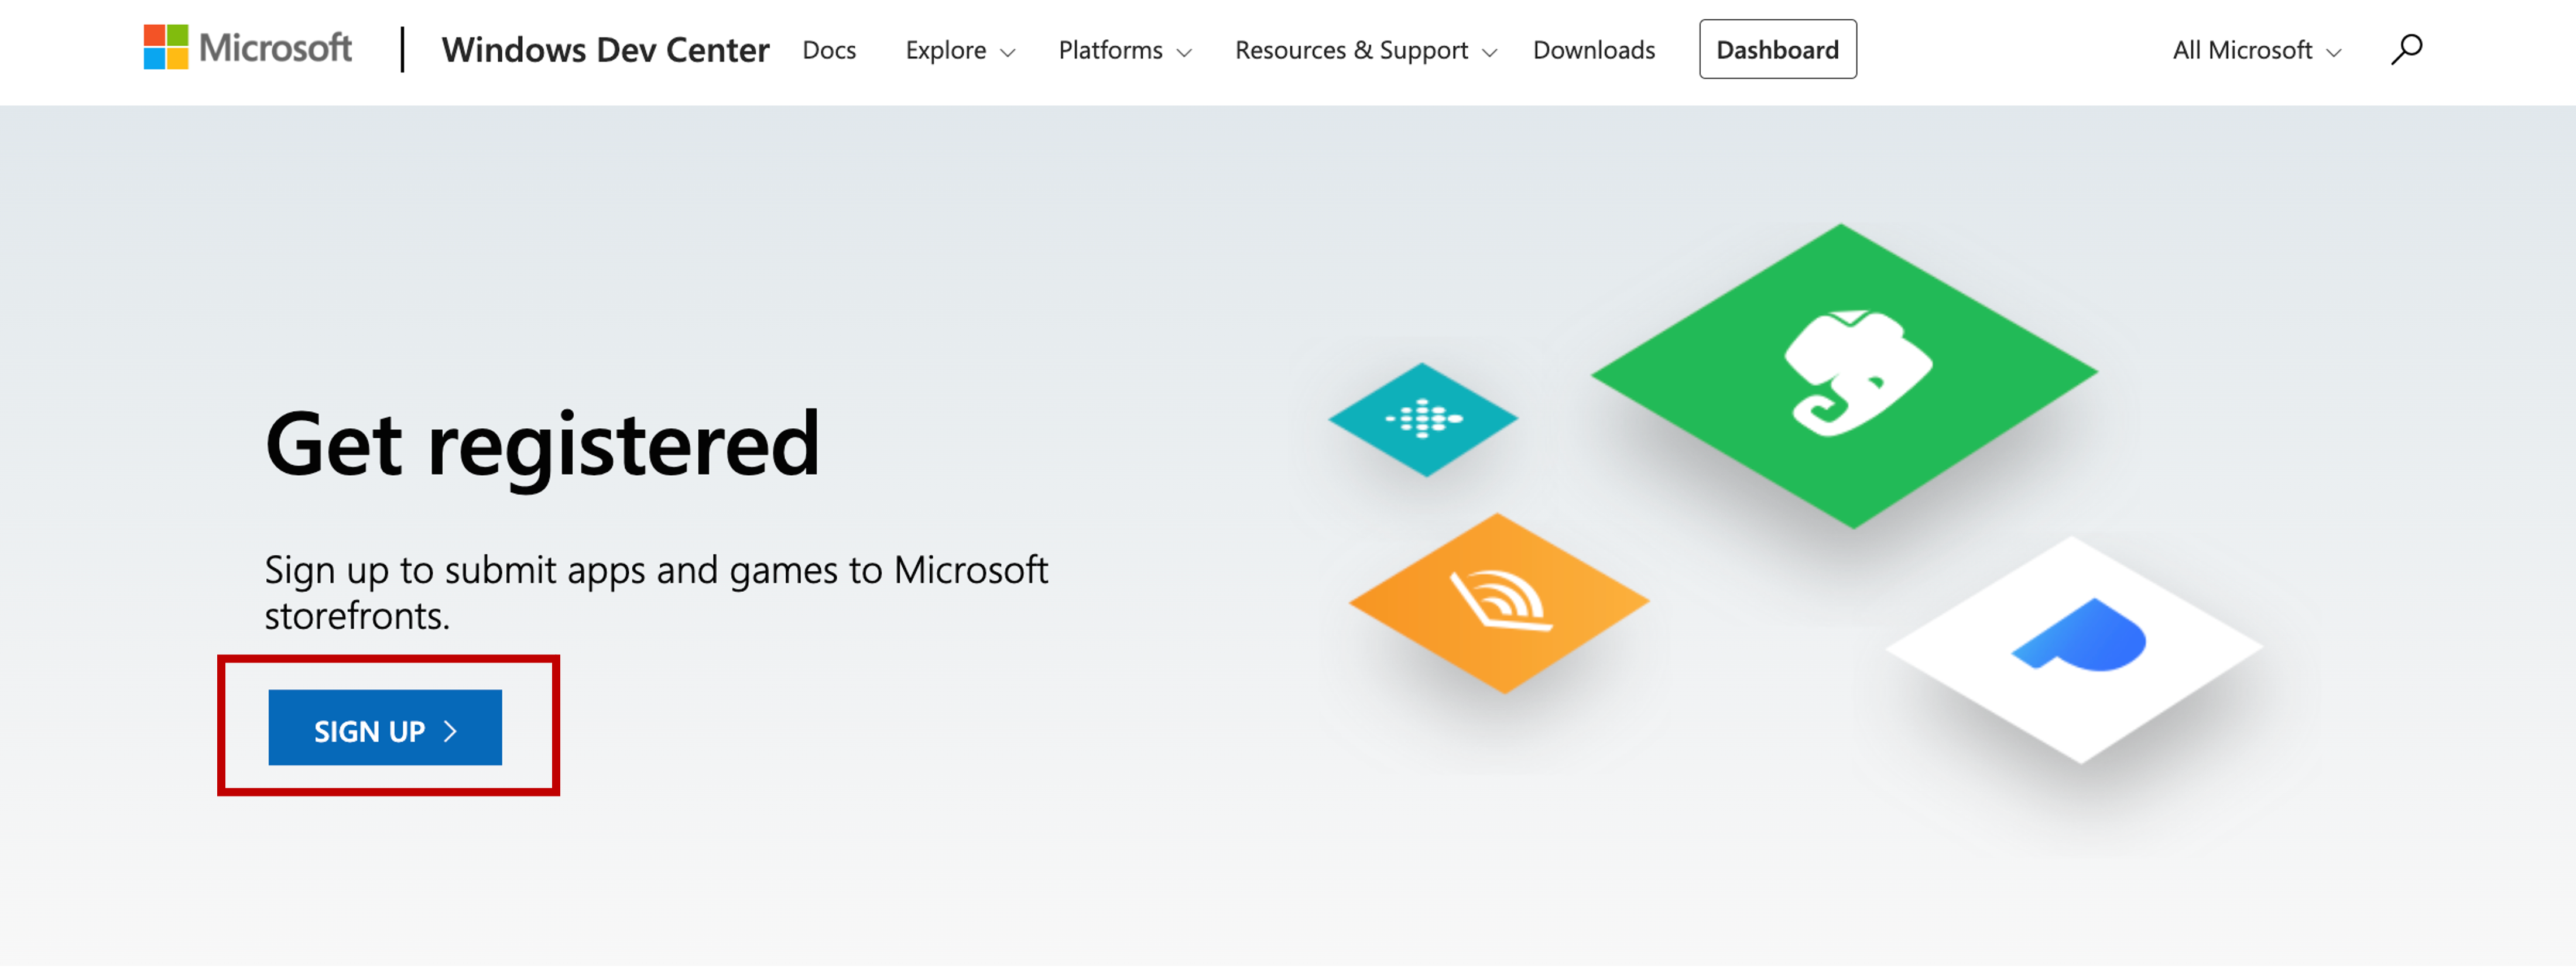 Microsoft | Windows Dev Center Docs Explore Platforms Resources & Support Downloads Dashboard All Microsoft
Get registered
Sign up to submit apps and games to Microsoft
storefronts.
SIGN UP